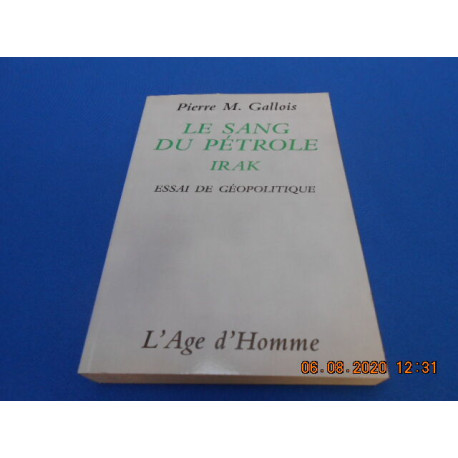 Pierre M. Gallois
LE SANG
DU PÉTROLE
IRAK
ESSAI DE GÉOPOLITIQUE
L'Age d'Homme
06.08.2020 12:31